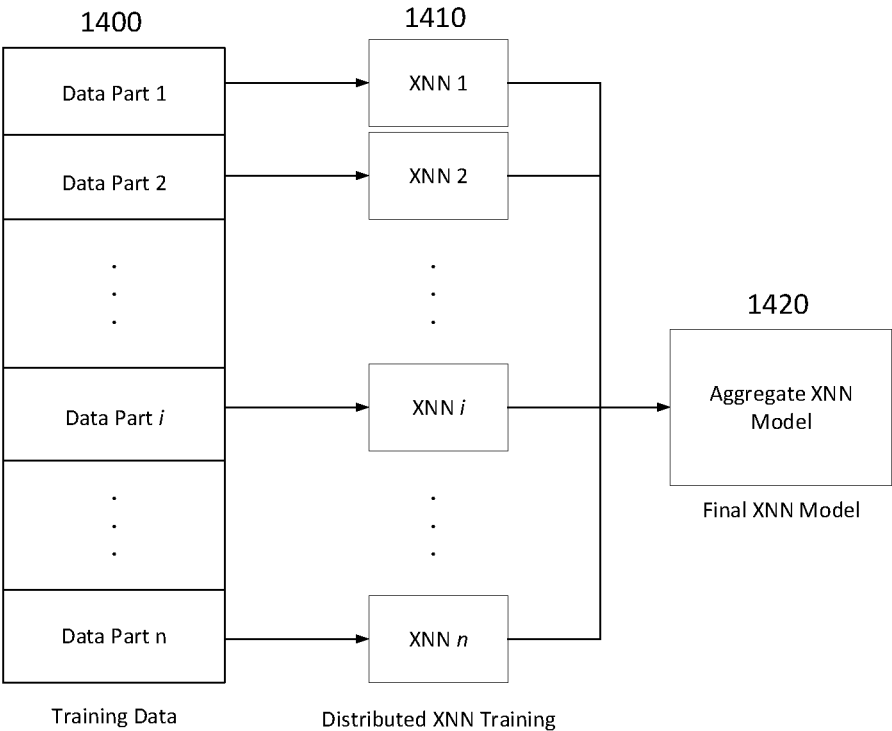 1400
1410
Data Part 1
XNN 1
Data Part 2
XNN 2
1420
Aggregate XNN
Model
Data Part i
XNN i
Final XNN Model
Data Part n
XNN n
Training Data
Distributed XNN Training